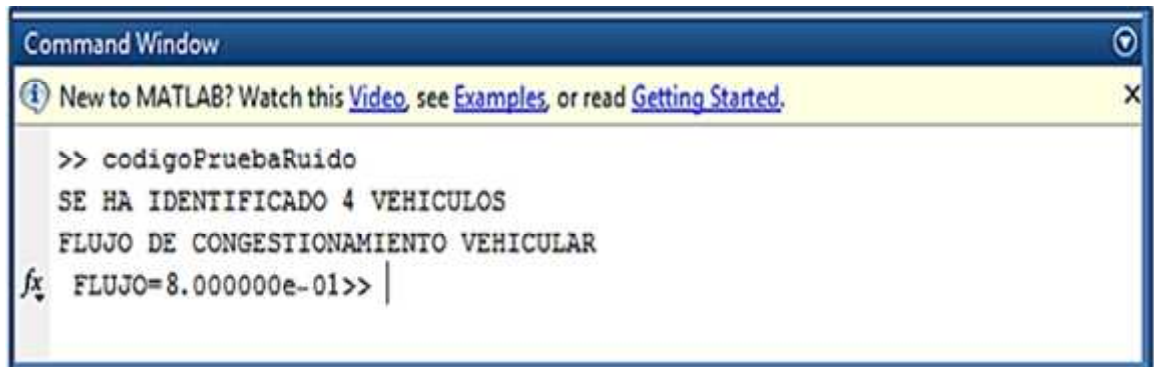 Command Window
New to MATLAB? Watch this Video, see Examples, or read Getting Started.
>> codigoPruebaRuido
SE HA IDENTIFICADO 4 VEHICULOS
FLUJO DE CONGESTIONAMIENTO VEHICULAR
fx FLUJO=8.000000e-01>>